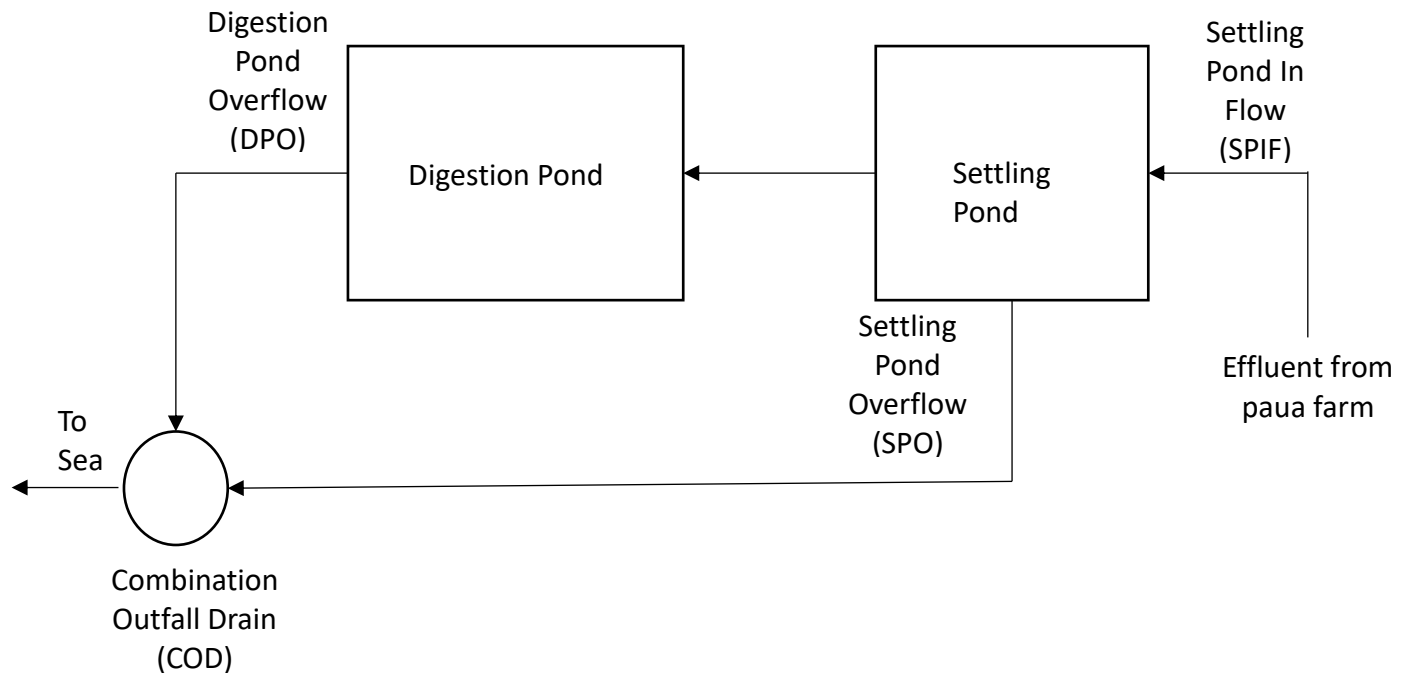 Digestion
Pond
Overflow
(DPO)
Digestion Pond
Settling
Pond
Settling
Pond In
Flow
(SPIF)
Settling
Pond
Overflow
(SPO)
Effluent from
paua farm
To
Sea
Combination
Outfall Drain
(COD)